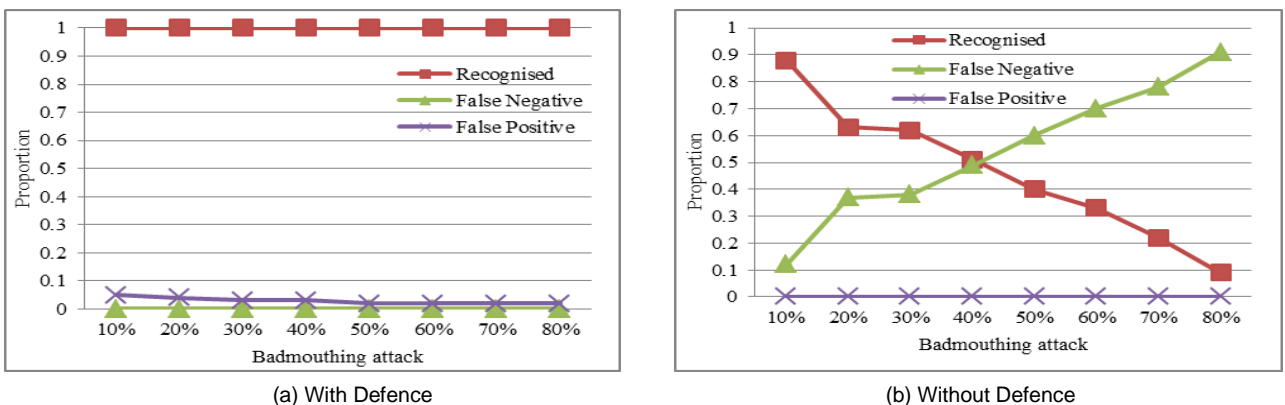 1
0.9
0.8
0.7
0.6
0.5
0.4
0.3
0.2
0.1
0
Proportion
Recognised
False Negative
False Positive
10% 20% 30% 40% 50% 60% 70% 80%
Badmouthing attack
(a) With Defence
1
0.9
0.8
0.7
0.6
0.5
0.4
0.3
0.2
0.1
0
Proportion
Recognised
False Negative
False Positive
10% 20% 30% 40% 50% 60% 70% 80%
Badmouthing attack
(b) Without Defence